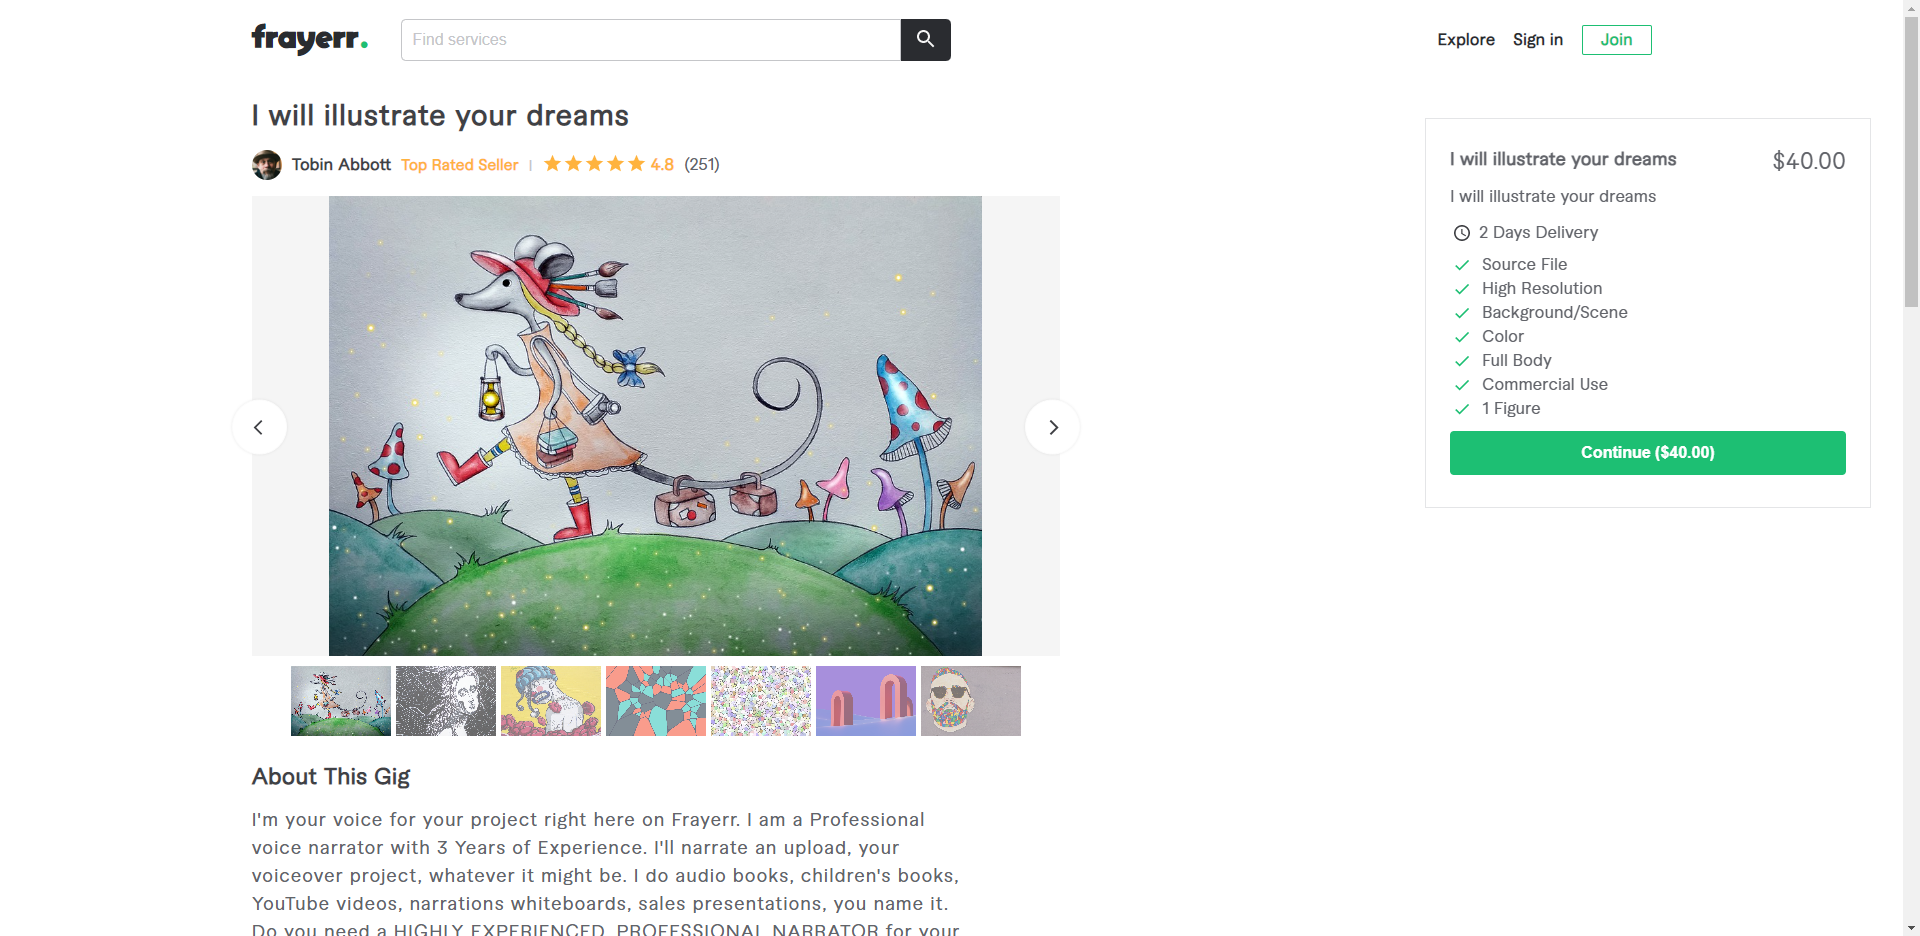 frayerr.
Find services
Explore
Sign in
Join
I will illustrate your dreams
Tobin Abbott Top Rated Seller | 4.8 (251)
I will illustrate your dreams $40.00
I will illustrate your dreams
2 Days Delivery
Source File
High Resolution
Background/Scene
Color
Full Body
Commercial Use
1 Figure
Continue ($40.00)
About This Gig
I'm your voice for your project right here on Frayerr. I am a Professional
voice narrator with 3 Years of Experience. I'll narrate an upload, your
voiceover project, whatever it might be. I do audio books, children's books,
YouTube videos, narrations whiteboards, sales presentations, you name it.
Do you need a HIGHLY EXPERIENCED, PROFESSIONAL NARRATOR for your